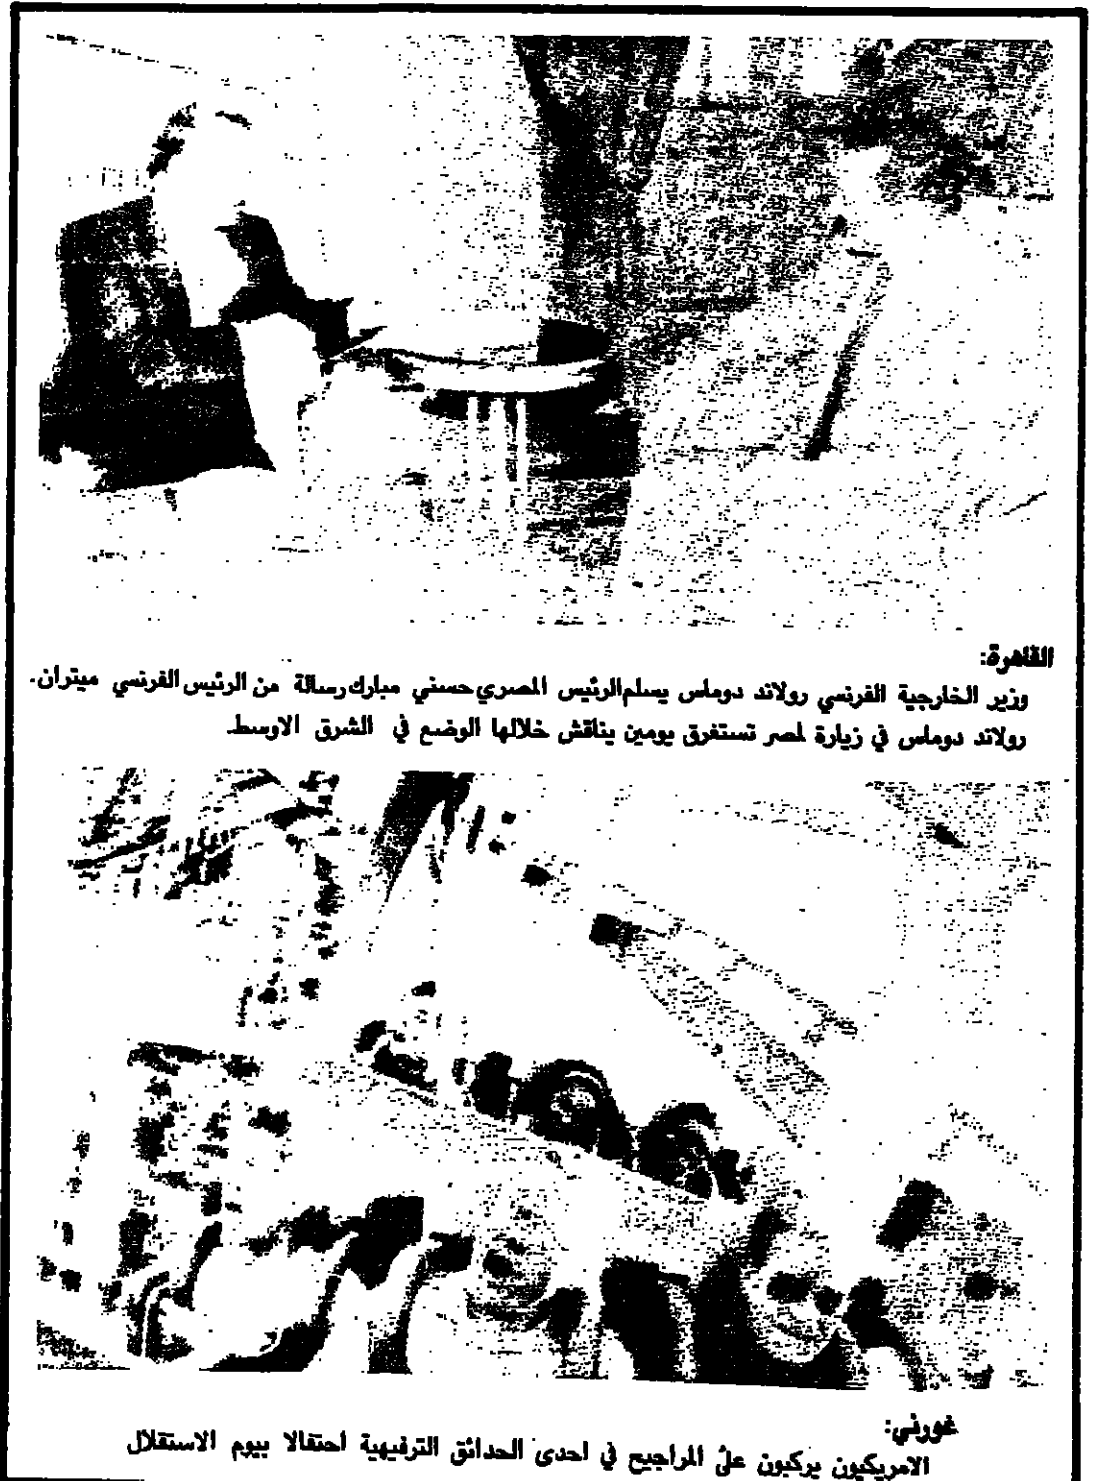 القاهرة:
وزير الخارجية الفرنسي رولاند دوماس يسلم الرئيس المصري حسني مبارك رسالة من الرئيس الفرنسي ميتران.
رولاند دوماس في زيارة لمصر تستغرق يومين يناقش خلالها الوضع في الشرق الاوسط.
غورني:
الامريكيون يركبون على المراجيح في احدى الحدائق الترفيهية احتفالا بيوم الاستقلال